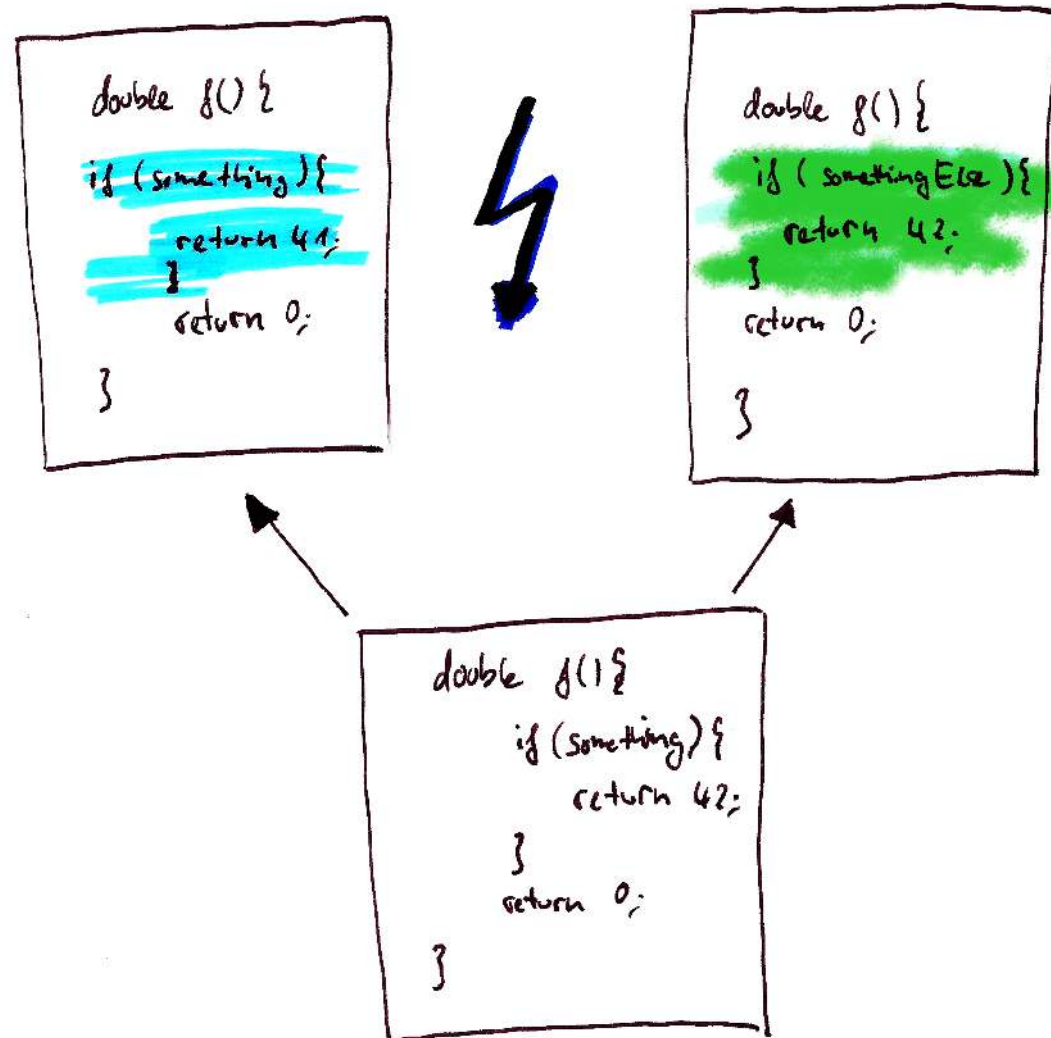 double f() {
if (something) {
return 41;
}
return 0;
}
double f() {
if (somethingElse) {
return 42;
}
return 0;
}
double f() {
if (something) {
return 42;
}
return 0;
}